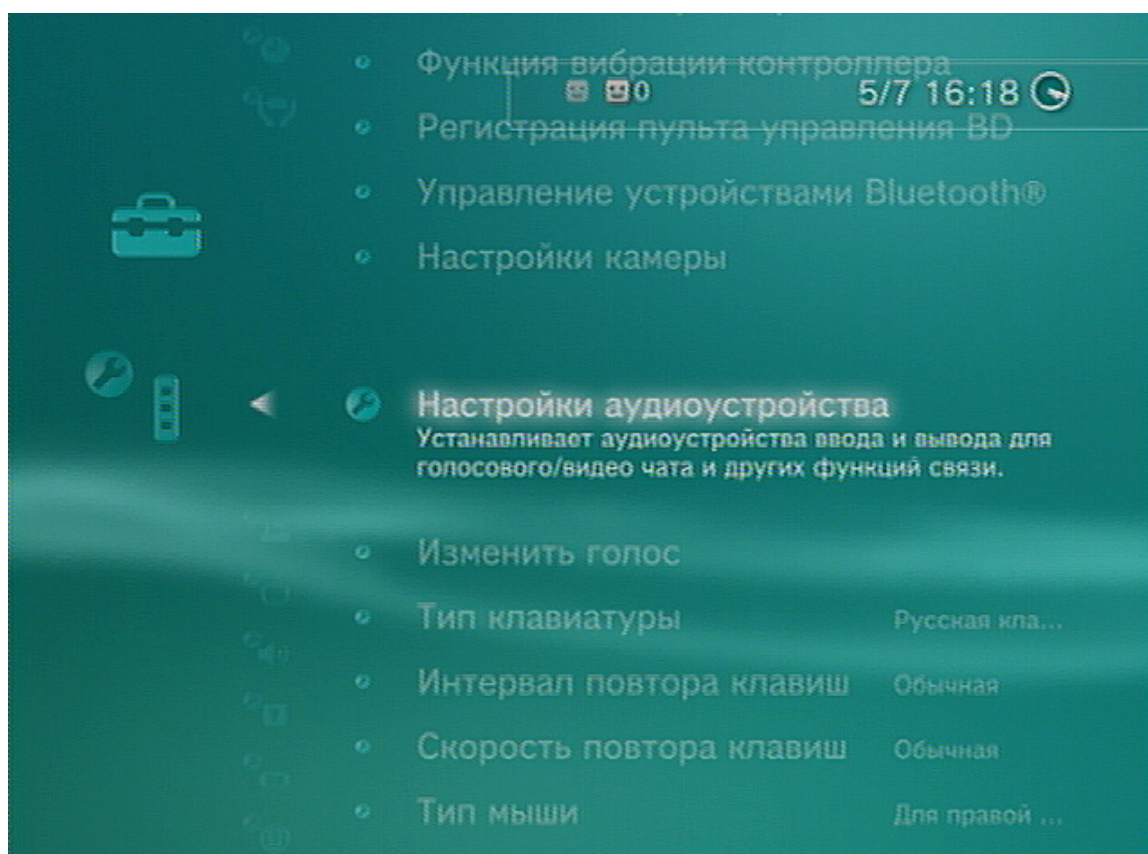 Функция вибрации контроллера
0 5/7 16:18
Регистрация пульта управления BD
Управление устройствами Bluetooth®
Настройки камеры
Настройки аудиоустройства
Устанавливает аудиоустройства ввода и вывода для
голосового/видео чата и других функций связи.
Изменить голос
Тип клавиатуры Русская кла...
Интервал повтора клавиш Обычная
Скорость повтора клавиш Обычная
Тип мыши Для правой ...